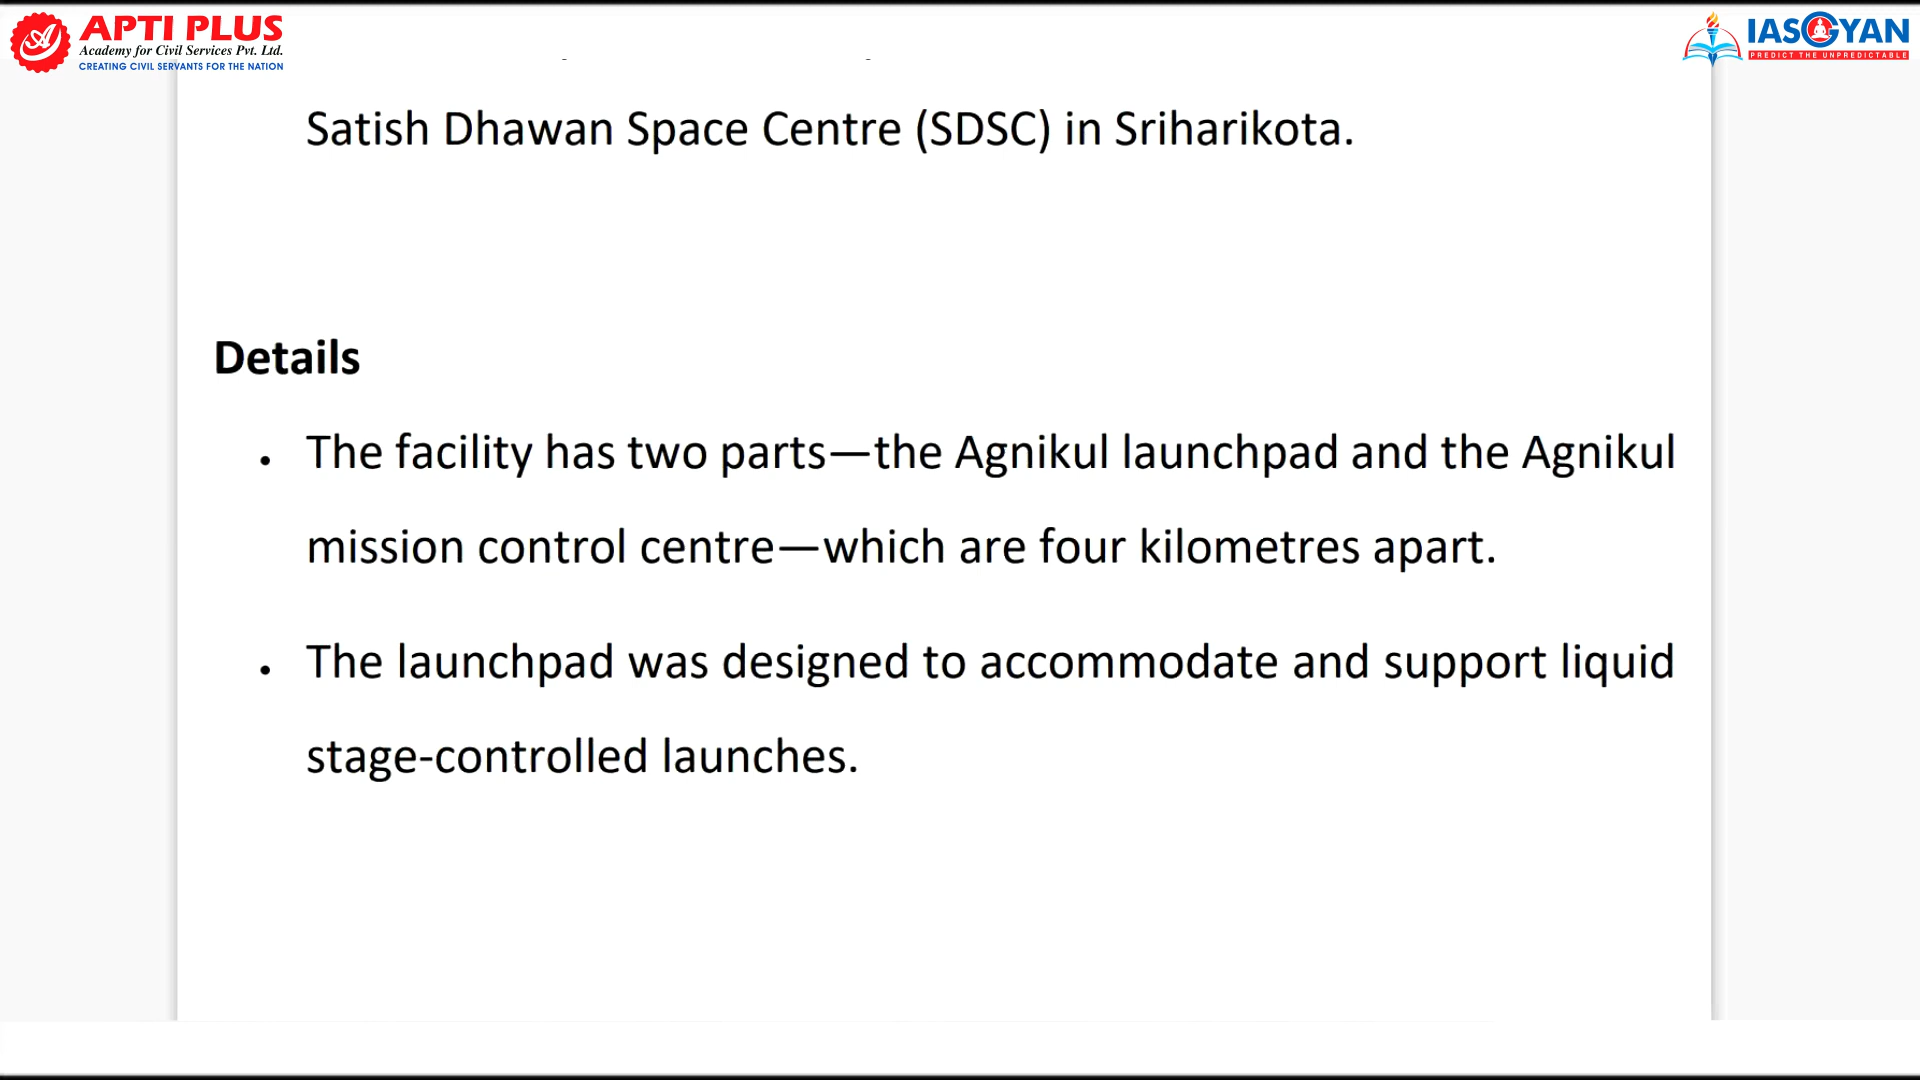 APTI PLUS
Academy for Civil Services Pvt. Ltd.
CREATING CIVIL SERVANTS FOR THE NATION
IASGYAN
PREDICT THE UNPREDICTABLE
Satish Dhawan Space Centre (SDSC) in Sriharikota.
Details
• The facility has two parts—the Agnikul launchpad and the Agnikul
mission control centre—which are four kilometres apart.
• The launchpad was designed to accommodate and support liquid
stage-controlled launches.